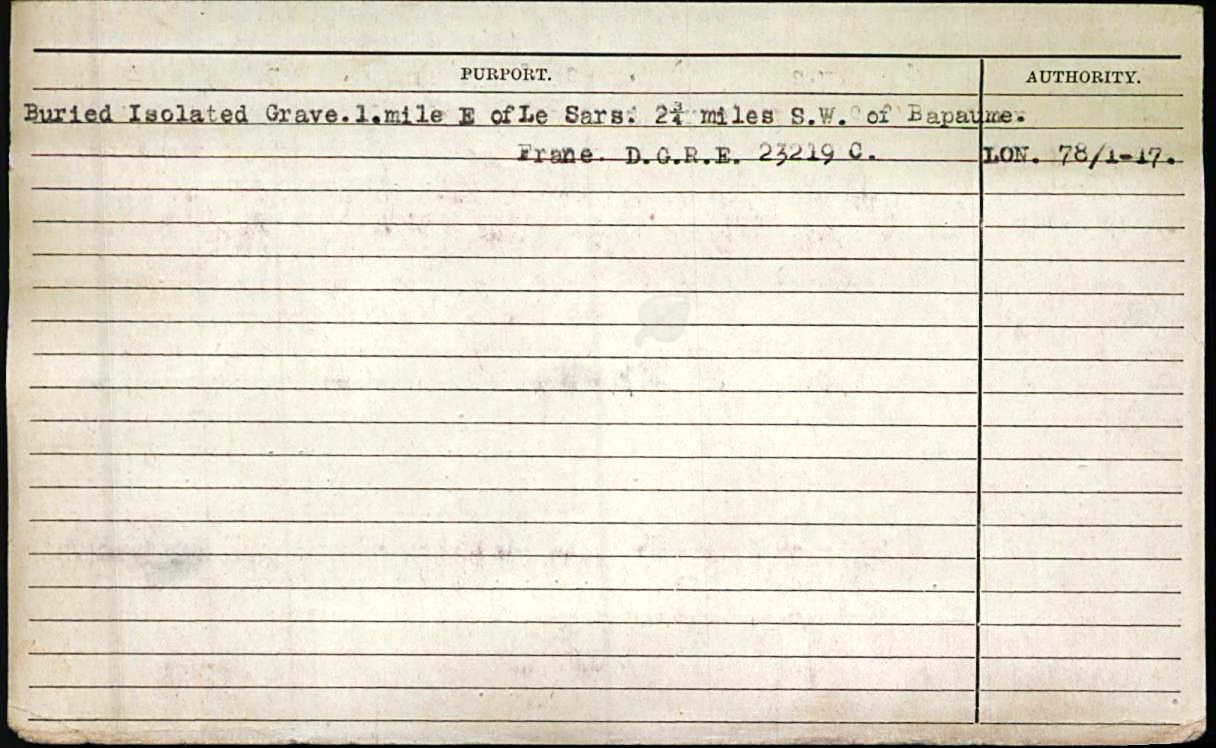 PURPORT. AUTHORITY.
Buried Isolated Grave.1.mile E of Le Sars. 2¾ miles S.W. of Bapaume.
Frane. D.G.R.E. 23219 C. LON. 78/1-17.